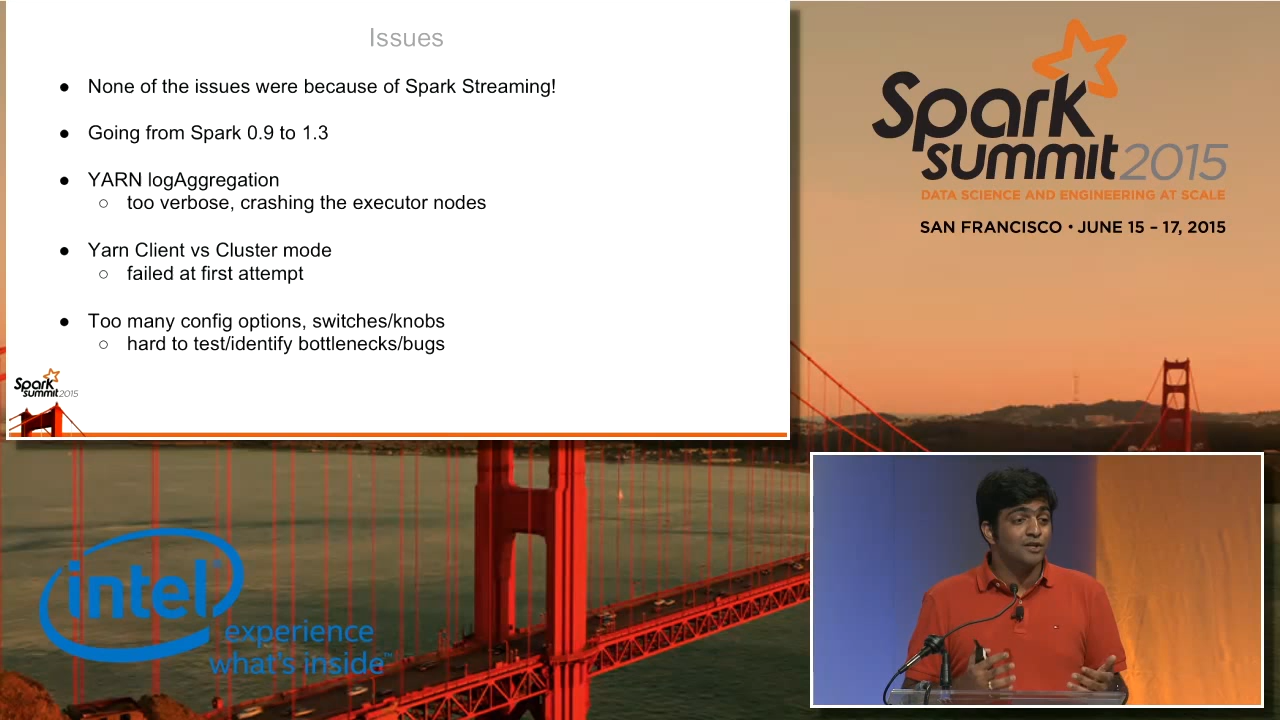 Issues
● None of the issues were because of Spark Streaming!
● Going from Spark 0.9 to 1.3
● YARN logAggregation
○ too verbose, crashing the executor nodes
● Yarn Client vs Cluster mode
○ failed at first attempt
● Too many config options, switches/knobs
○ hard to test/identify bottlenecks/bugs
Spark
summit 2015
Spark
summit 2015
DATA SCIENCE AND ENGINEERING AT SCALE
SAN FRANCISCO • JUNE 15 – 17, 2015
intel®
experience
what's inside™